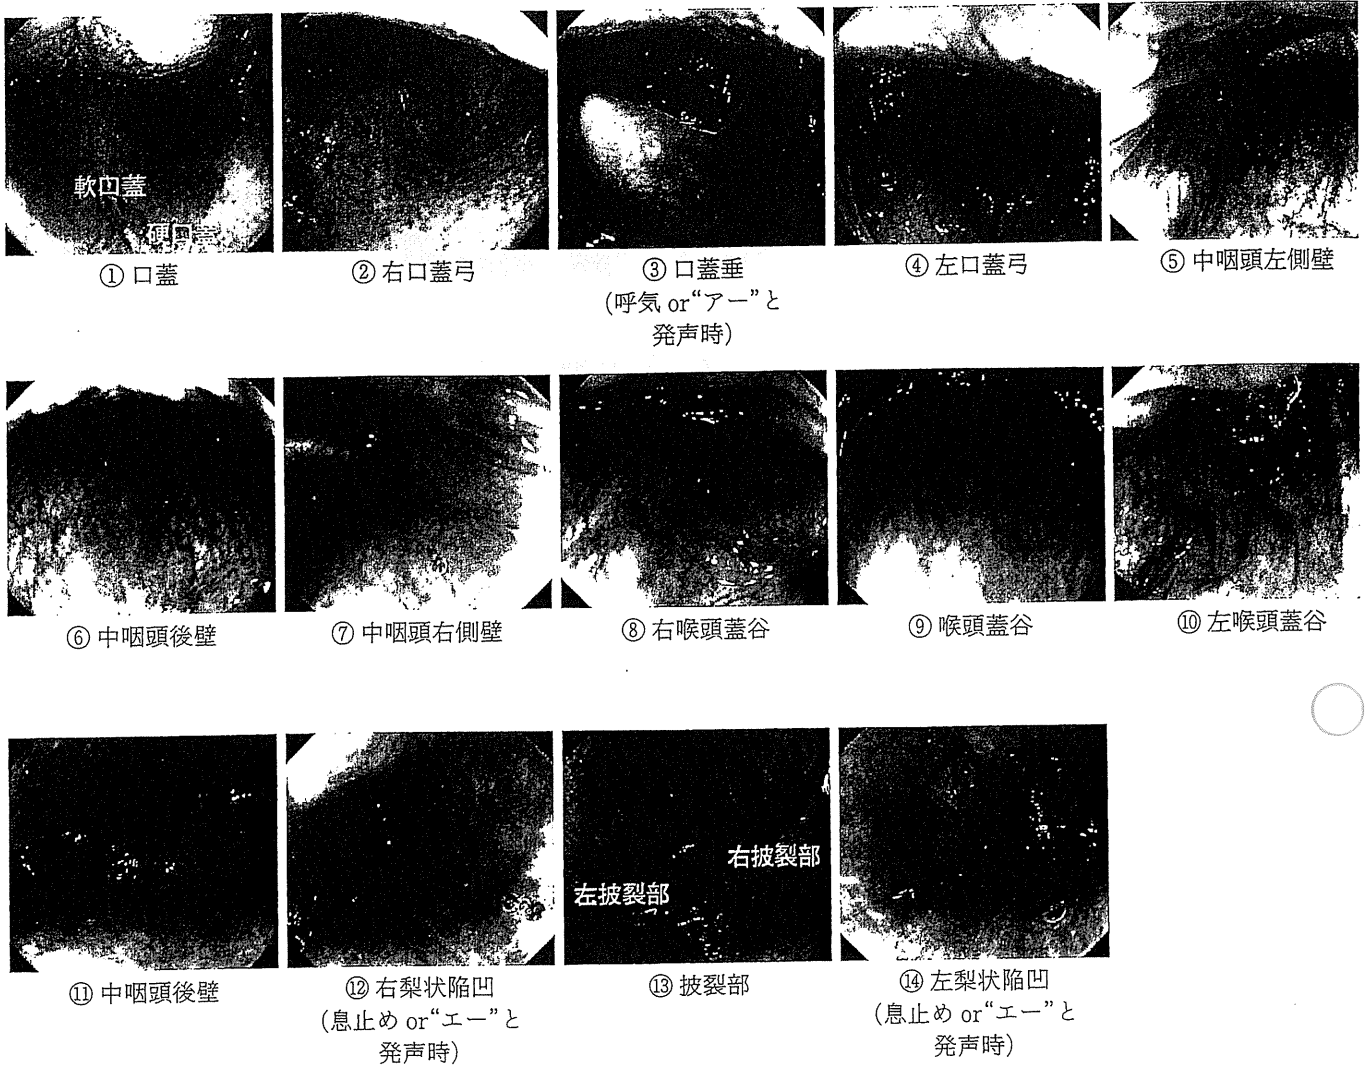 軟口蓋
硬口蓋
① 口蓋
② 右口蓋弓
③ 口蓋垂
（呼気 or“アー”と
発声時）
④ 左口蓋弓
⑤ 中咽頭左側壁
⑥ 中咽頭後壁
⑦ 中咽頭右側壁
⑧ 右喉頭蓋谷
⑨ 喉頭蓋谷
⑩ 左喉頭蓋谷
右披裂部
左披裂部
⑪ 中咽頭後壁
⑫ 右梨状陥凹
（息止め or“エー”と
発声時）
⑬ 披裂部
⑭ 左梨状陥凹
（息止め or“エー”と
発声時）